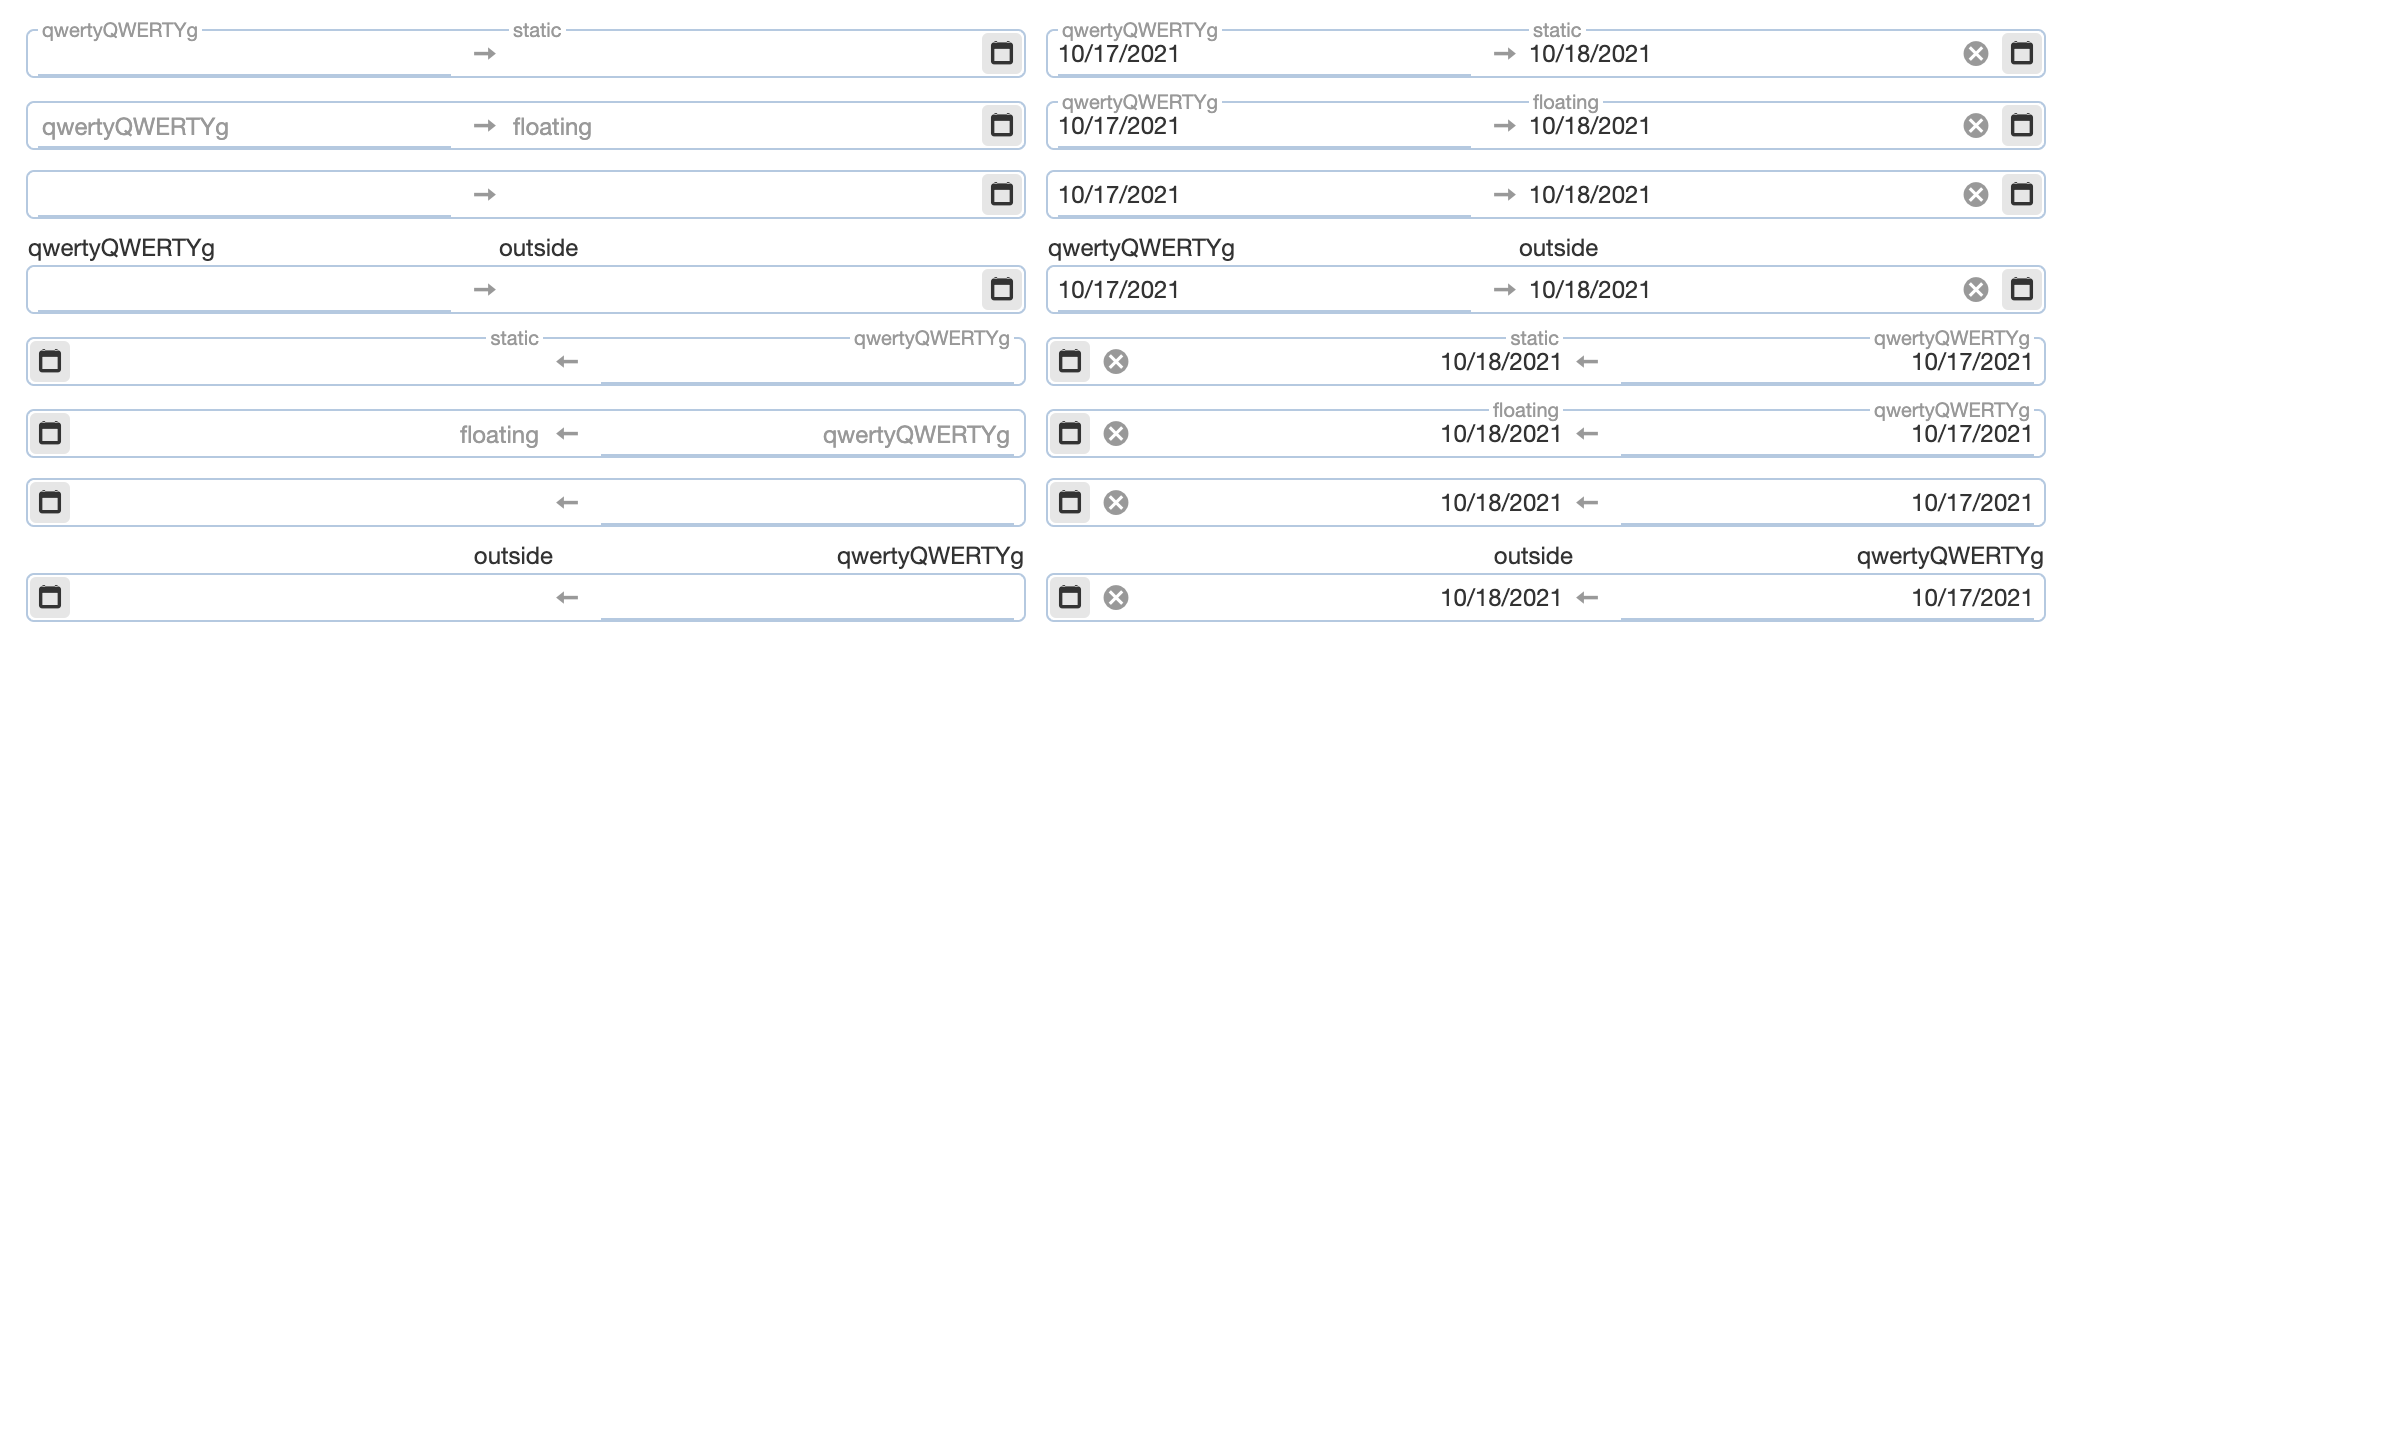 qwertyQWERTYg static qwertyQWERTYg static
10/17/2021 10/18/2021
qwertyQWERTYg floating
qwertyQWERTYg floating 10/17/2021 10/18/2021
10/17/2021 10/18/2021
qwertyQWERTYg outside qwertyQWERTYg outside
10/17/2021 10/18/2021
static qwertyQWERTYg static qwertyQWERTYg
10/18/2021 10/17/2021
floating qwertyQWERTYg
floating qwertyQWERTYg 10/18/2021 10/17/2021
10/18/2021 10/17/2021
outside qwertyQWERTYg outside qwertyQWERTYg
10/18/2021 10/17/2021